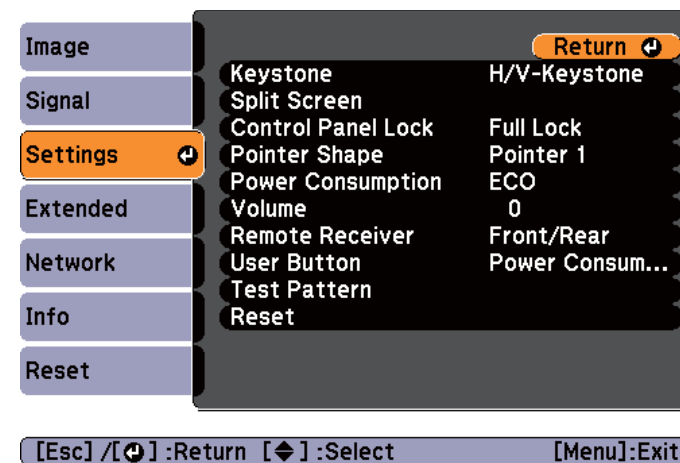 Image
Signal
Settings
Extended
Network
Info
Reset
Return
Keystone H/V-Keystone
Split Screen
Control Panel Lock Full Lock
Pointer Shape Pointer 1
Power Consumption ECO
Volume 0
Remote Receiver Front/Rear
User Button Power Consum...
Test Pattern
Reset
[Esc] /[⏎] :Return [◆] :Select [Menu]:Exit